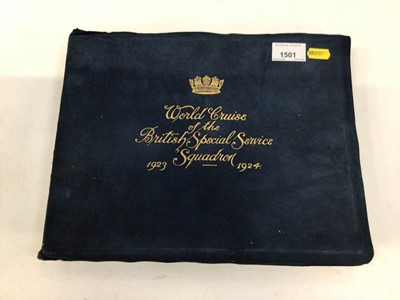 1501
World Cruise
of the
British Special Service
Squadron
1923 1924